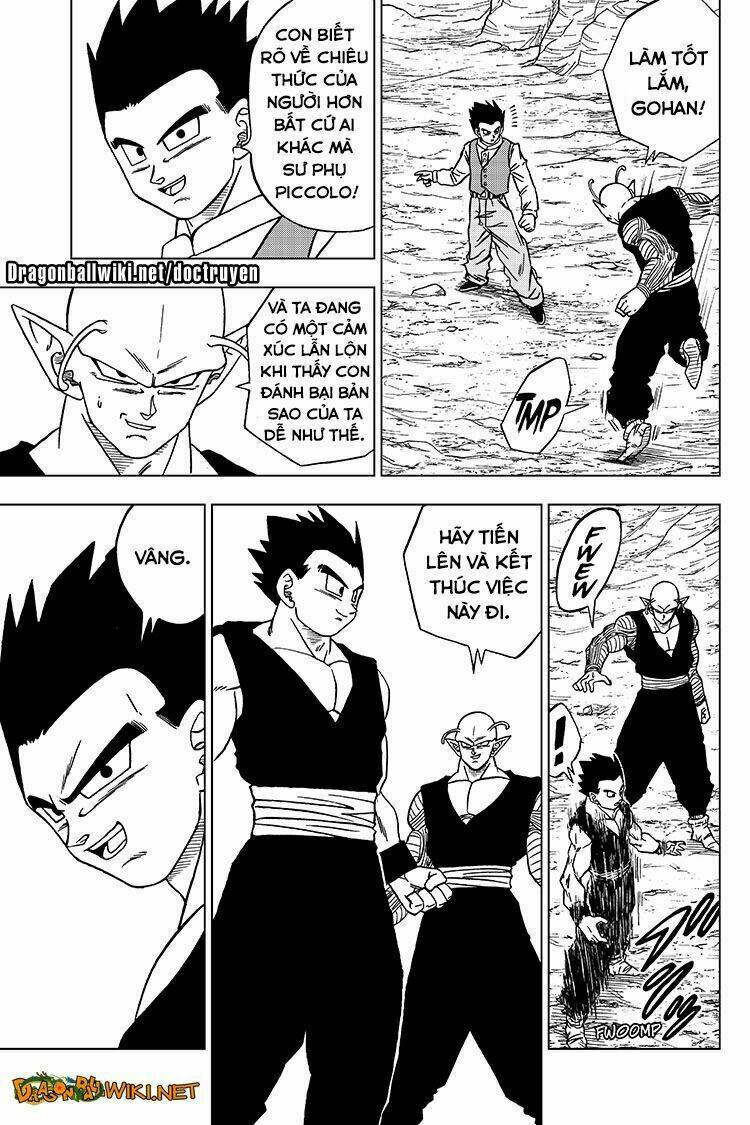 LÀM TỐT
LẮM,
GOHAN!
CON BIẾT
RÕ VỀ CHIÊU
THỨC CỦA
NGƯỜI HƠN
BẤT CỨ AI
KHÁC MÀ
SƯ PHỤ
PICCOLO!
TMP
Dragonballwiki.net/doctruyen
VÀ TA ĐANG
CÓ MỘT CẢM
XÚC LẪN LỘN
KHI THẤY CON
ĐÁNH BẠI BẢN
SAO CỦA TA
DỄ NHƯ THẾ.
FWEW
!
FWOOMP
HÃY TIẾN
LÊN VÀ KẾT
THÚC VIỆC
NÀY ĐI.
VÂNG.
DRAGON BALL WIKI.NET